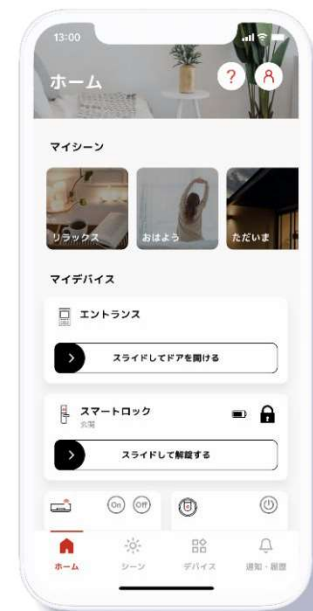 13:00
ホーム
?
マイシーン
リラックス
おはよう
ただいま
マイデバイス
エントランス
スライドしてドアを開ける
スマートロック
玄関
スライドして解錠する
On Off
ホーム シーン デバイス 通知・履歴